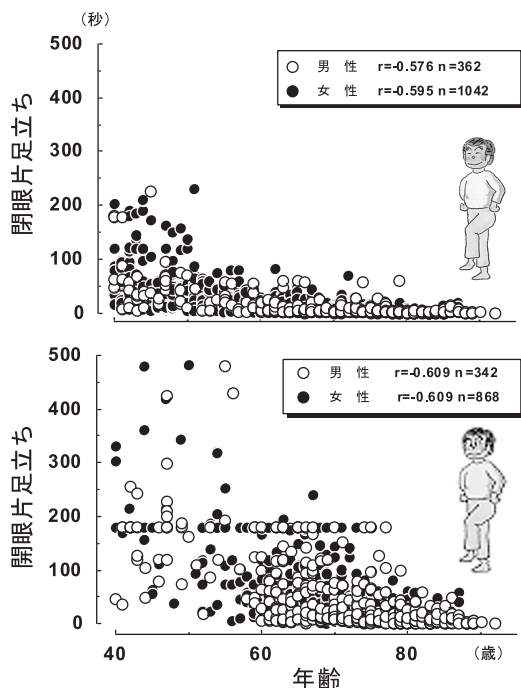 (秒)
500
400
300
200
100
0
閉眼片足立ち
○ 男 性 r=-0.576 n=362
● 女 性 r=-0.595 n=1042
500
400
300
200
100
0
開眼片足立ち
○ 男 性 r=-0.609 n=342
● 女 性 r=-0.609 n=868
40 60 80 (歳)
年齢